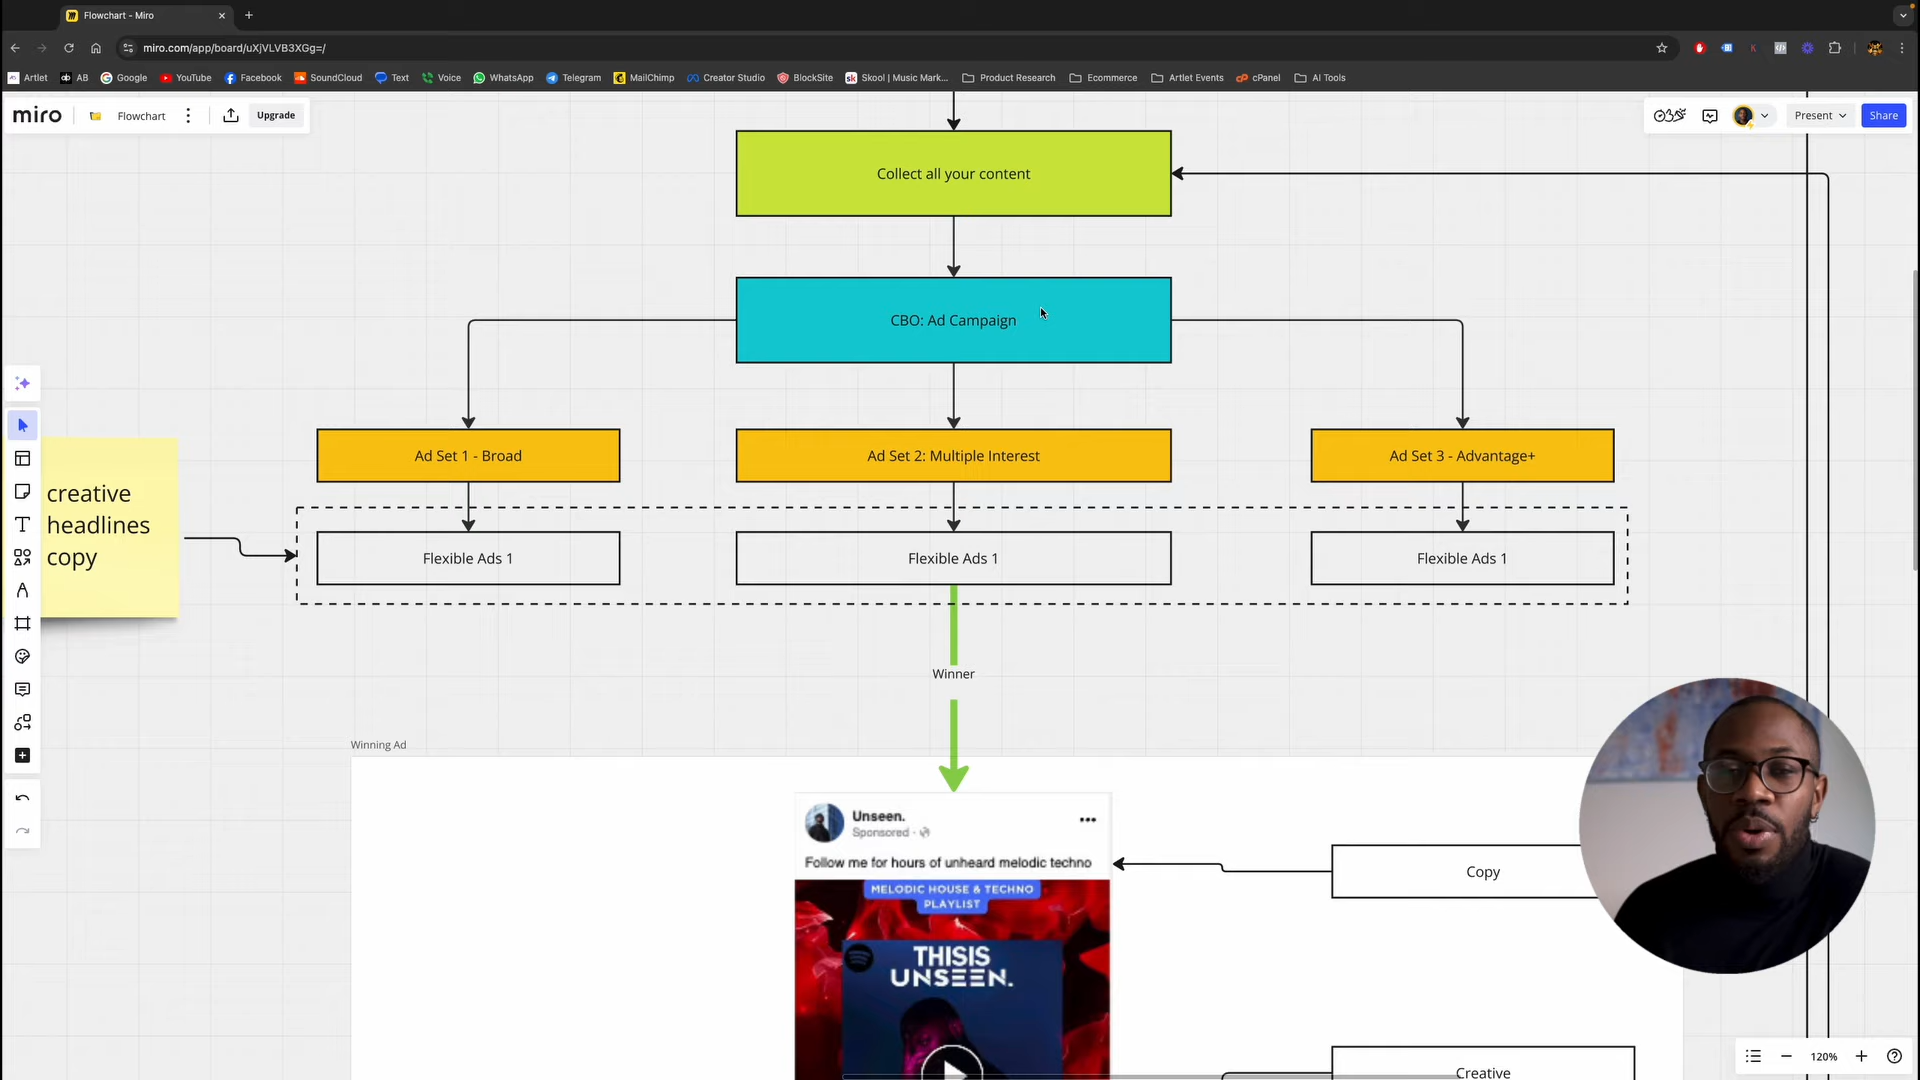 Flowchart - Miro
miro.com/app/board/uXjVLVB3XGg=/
Artlet
AB
Google
YouTube
Facebook
SoundCloud
Text
Voice
WhatsApp
Telegram
MailChimp
Creator Studio
BlockSite
Skool | Music Mark...
Product Research
Ecommerce
Artlet Events
cPanel
AI Tools
miro
Flowchart
Upgrade
Present
Share
Collect all your content
CBO: Ad Campaign
Ad Set 1 - Broad
Ad Set 2: Multiple Interest
Ad Set 3 - Advantage+
creative
headlines
copy
Flexible Ads 1
Flexible Ads 1
Flexible Ads 1
Winner
Winning Ad
Unseen.
Sponsored ·
Follow me for hours of unheard melodic techno
MELODIC HOUSE & TECHNO
PLAYLIST
THISIS
UNSEEN.
Copy
Creative
120%